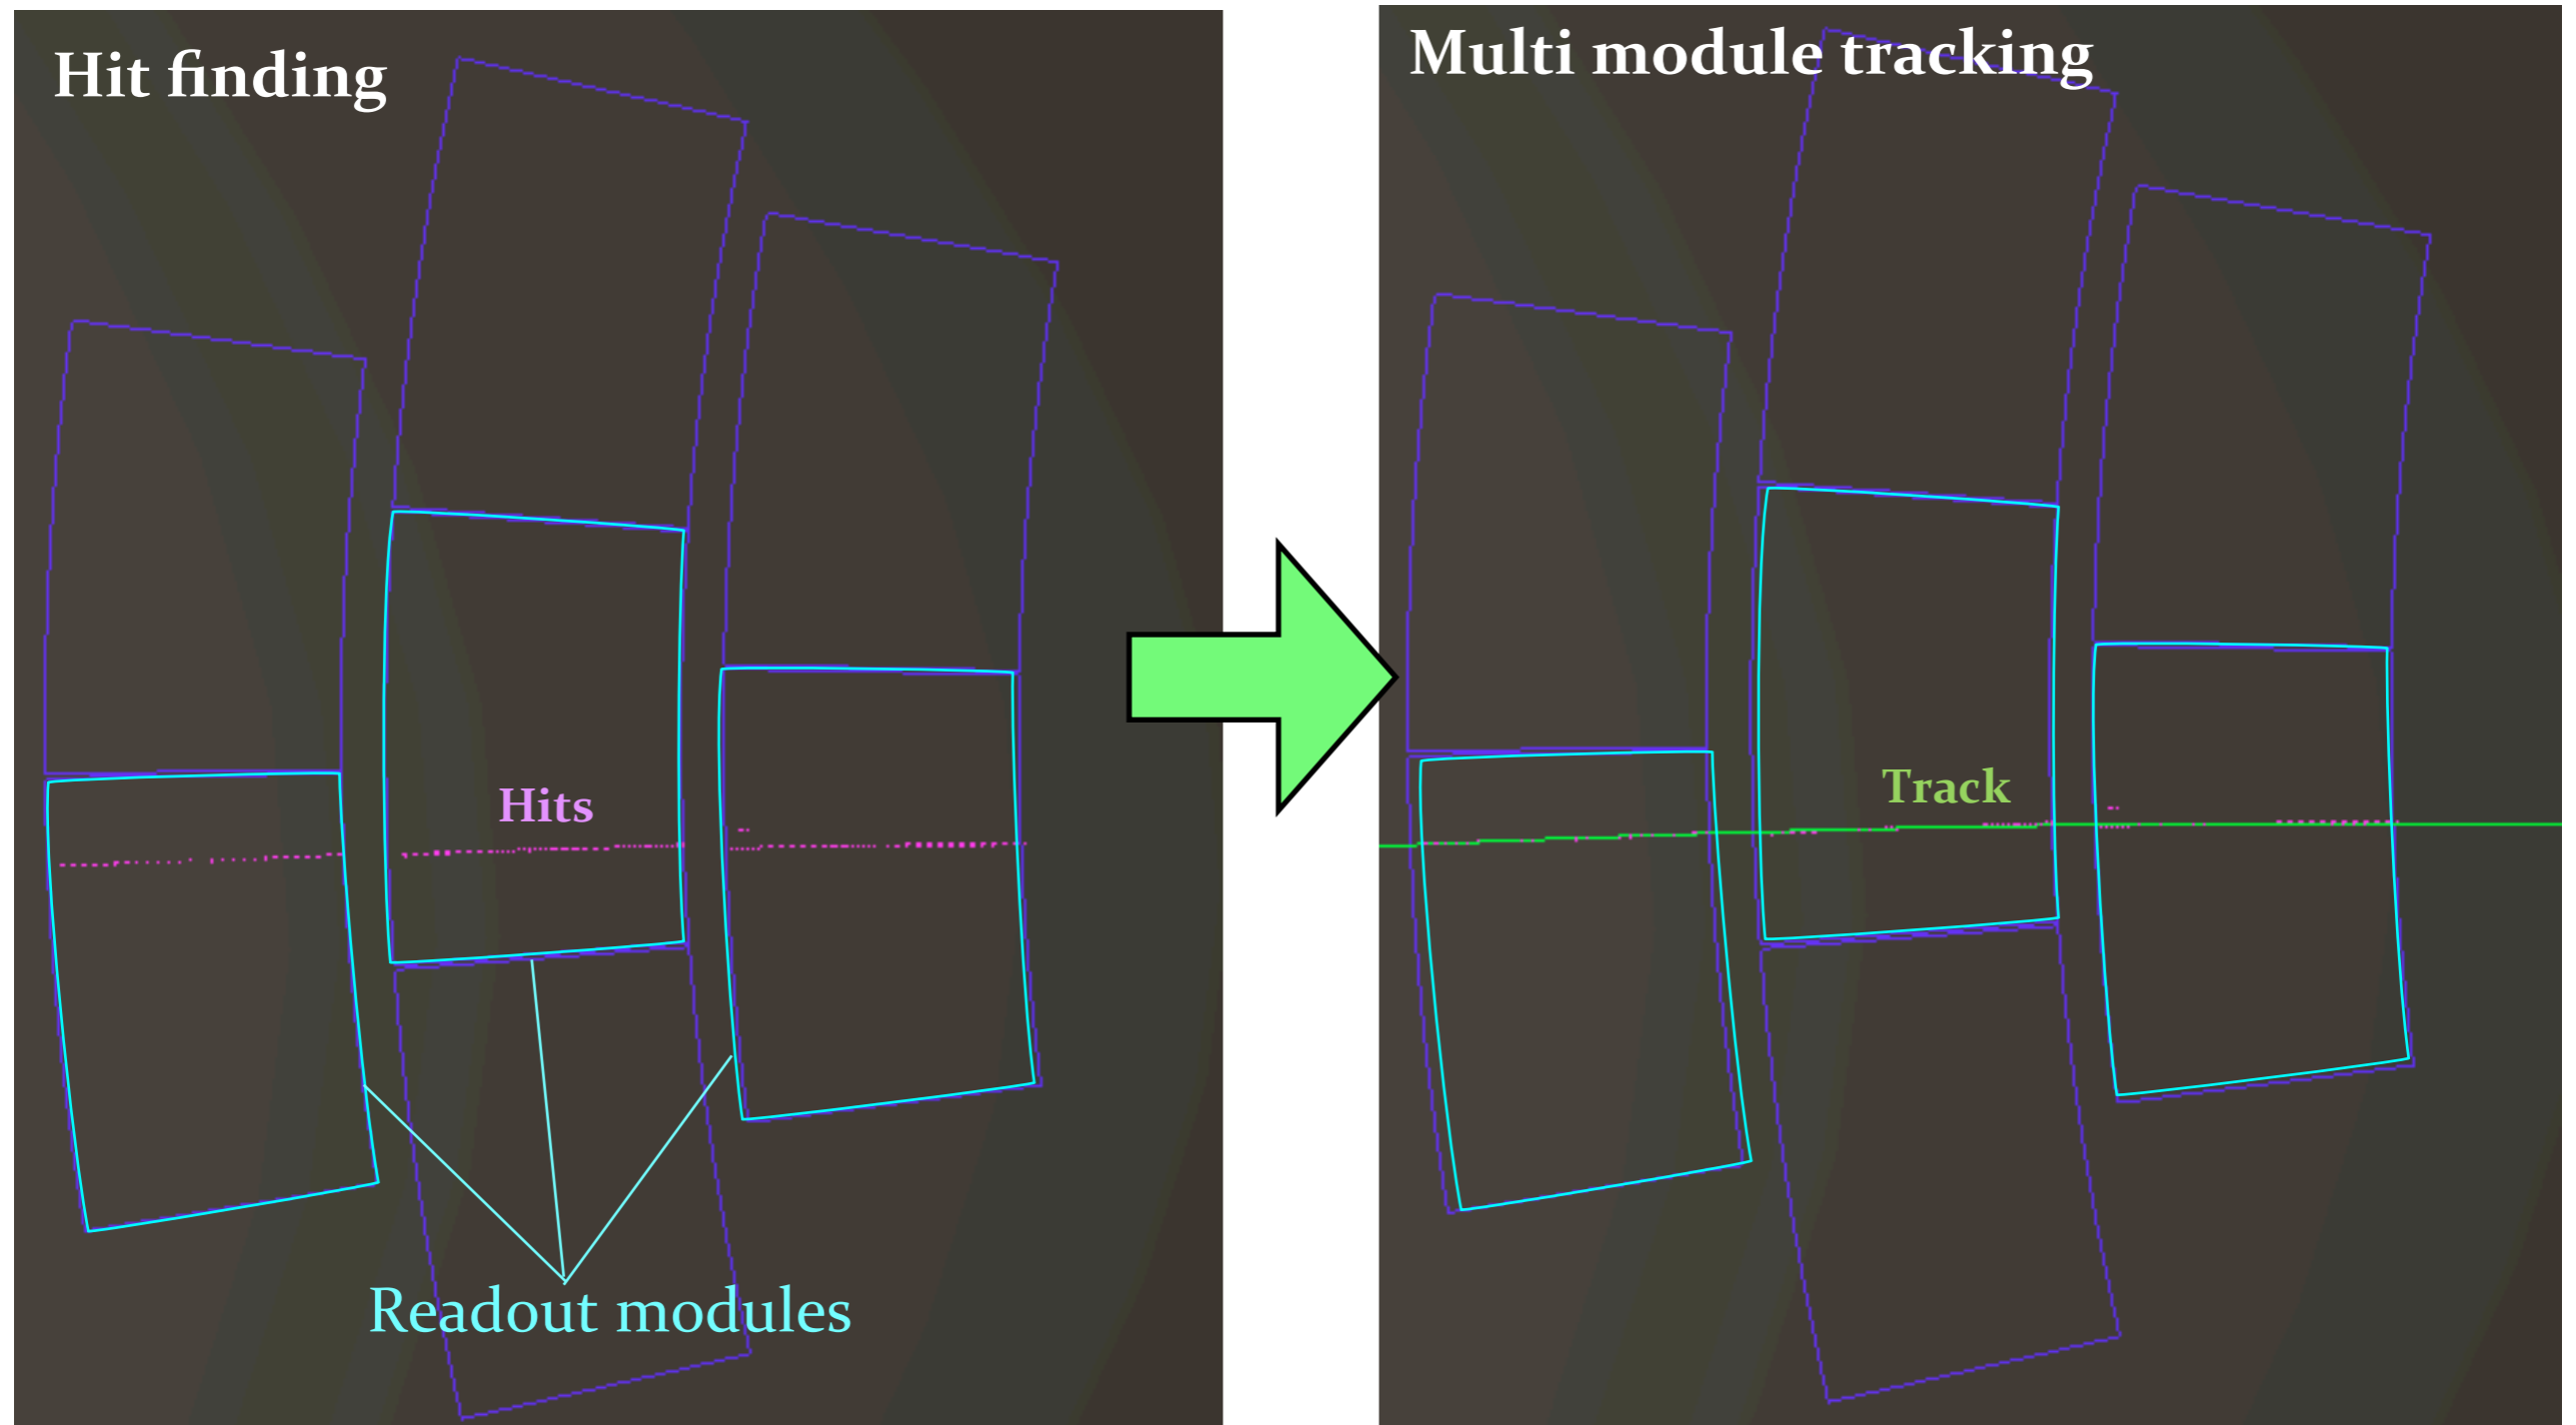 Hit finding
Hits
Readout modules
Multi module tracking
Track